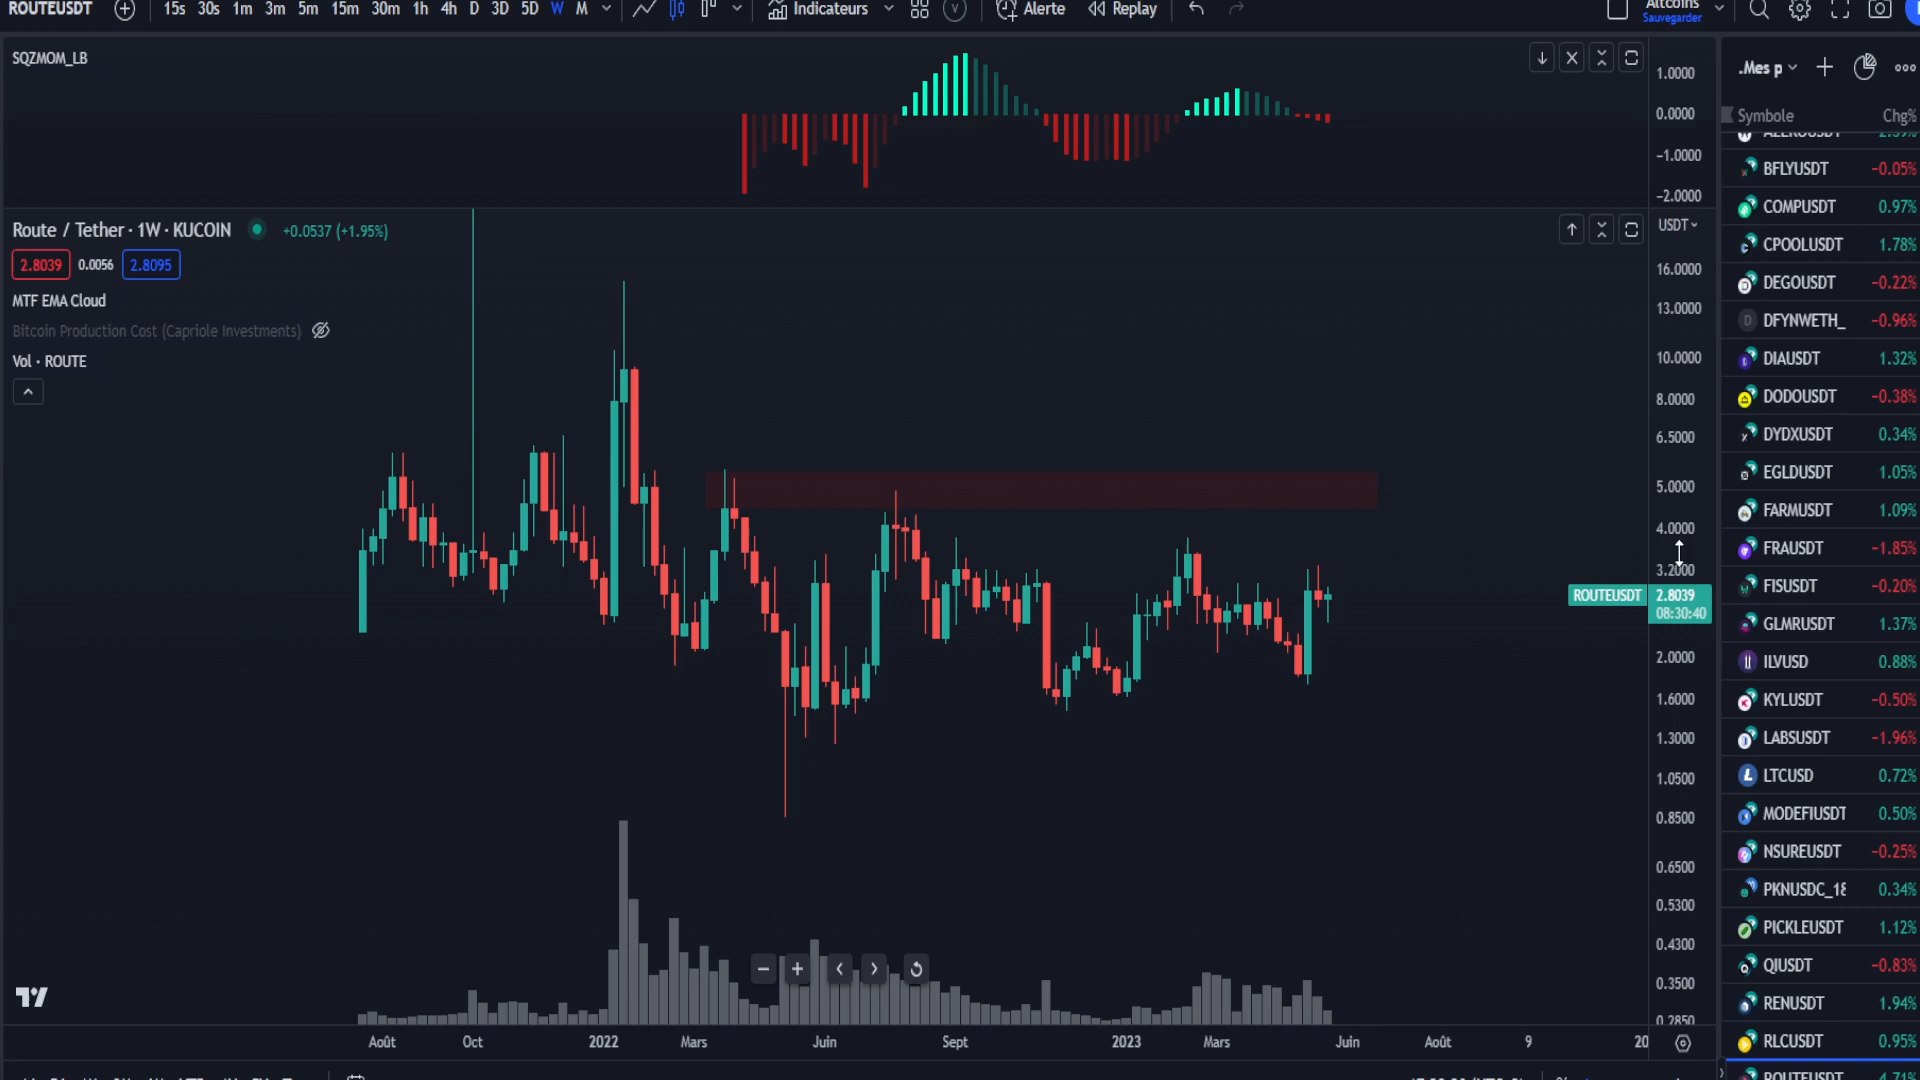 ROUTEUSDT 15s 30s 1m 3m 5m 15m 30m 1h 4h D 3D 5D W M Indicateurs Alerte Replay Altcoins
Sauvegarder
SQZMOM_LB
1.0000
0.0000
−1.0000
−2.0000
Route / Tether · 1W · KUCOIN +0.0537 (+1.95%)
2.8039 0.0056 2.8095
MTF EMA Cloud
Bitcoin Production Cost (Capriole Investments)
Vol · ROUTE
USDT
16.0000
13.0000
10.0000
8.0000
6.5000
5.0000
4.0000
3.2000
ROUTEUSDT 2.8039
08:30:40
2.0000
1.6000
1.3000
1.0500
0.8500
0.6500
0.5300
0.4300
0.3500
0.2850
Août Oct 2022 Mars Juin Sept 2023 Mars Juin Août 9 20
.Mes p
Symbole Chg%
BFLYUSDT −0.05%
COMPUSDT 0.97%
CPOOLUSDT 1.78%
DEGOUSDT −0.22%
DFYNWETH_ −0.96%
DIAUSDT 1.32%
DODOUSDT −0.38%
DYDXUSDT 0.34%
EGLDUSDT 1.05%
FARMUSDT 1.09%
FRAUSDT −1.85%
FISUSDT −0.20%
GLMRUSDT 1.37%
ILVUSD 0.88%
KYLUSDT −0.50%
LABSUSDT −1.96%
LTCUSD 0.72%
MODEFIUSDT 0.50%
NSUREUSDT −0.25%
PKNUSDC_18 0.34%
PICKLEUSDT 1.12%
QIUSDT −0.83%
RENUSDT 1.94%
RLCUSDT 0.95%
ROUTEUSDT 4.71%